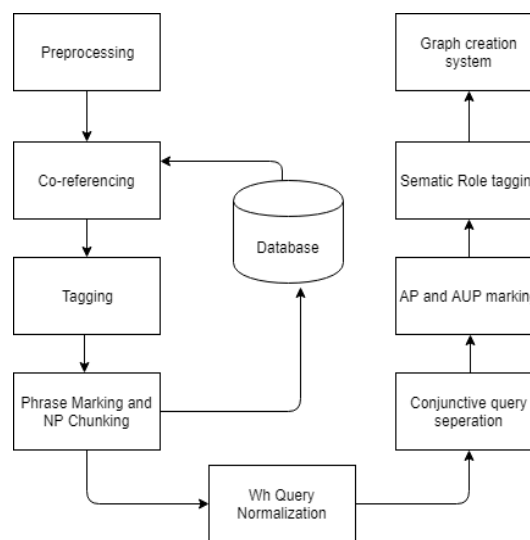 Preprocessing
Co-referencing
Tagging
Phrase Marking and
NP Chunking
Database
Wh Query
Normalization
Conjunctive query
seperation
AP and AUP markin
Sematic Role taggin
Graph creation
system